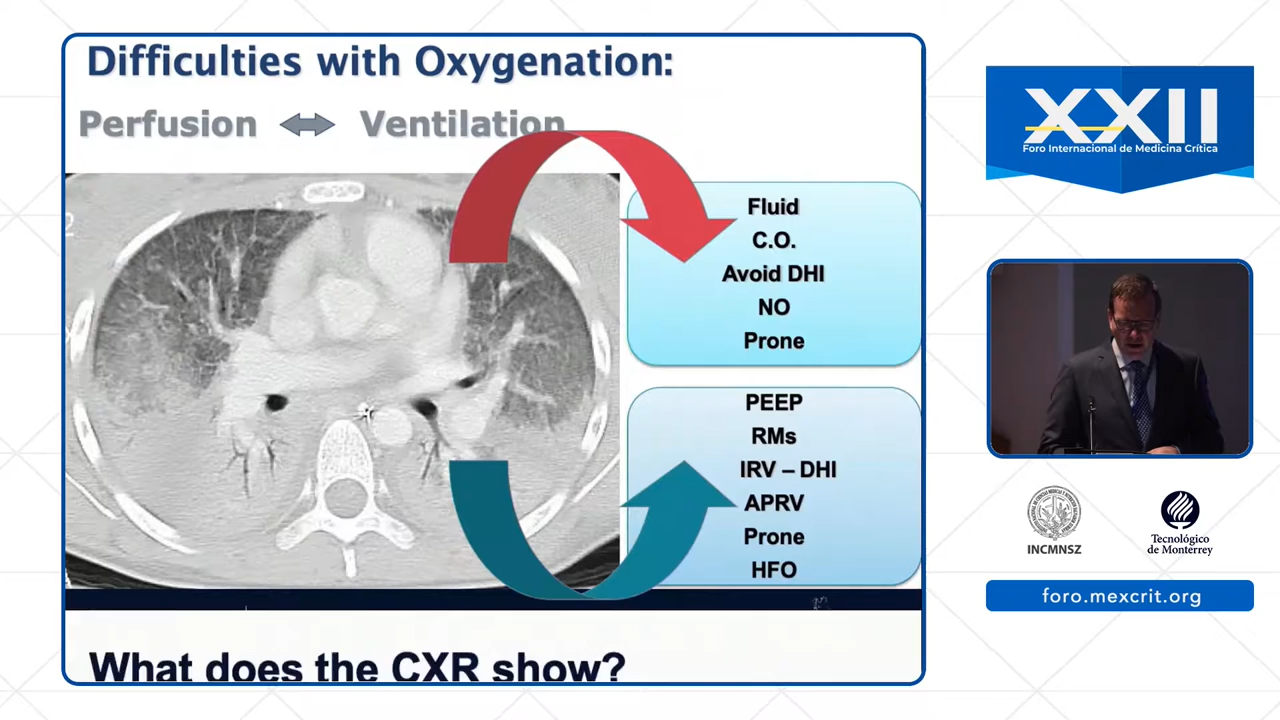 Difficulties with Oxygenation:
Perfusion Ventilation
Fluid
C.O.
Avoid DHI
NO
Prone
PEEP
RMs
IRV – DHI
APRV
Prone
HFO
What does the CXR show?
XXII
Foro Internacional de Medicina Crítica
INCMNSZ
Tecnológico
de Monterrey
foro.mexcrit.org